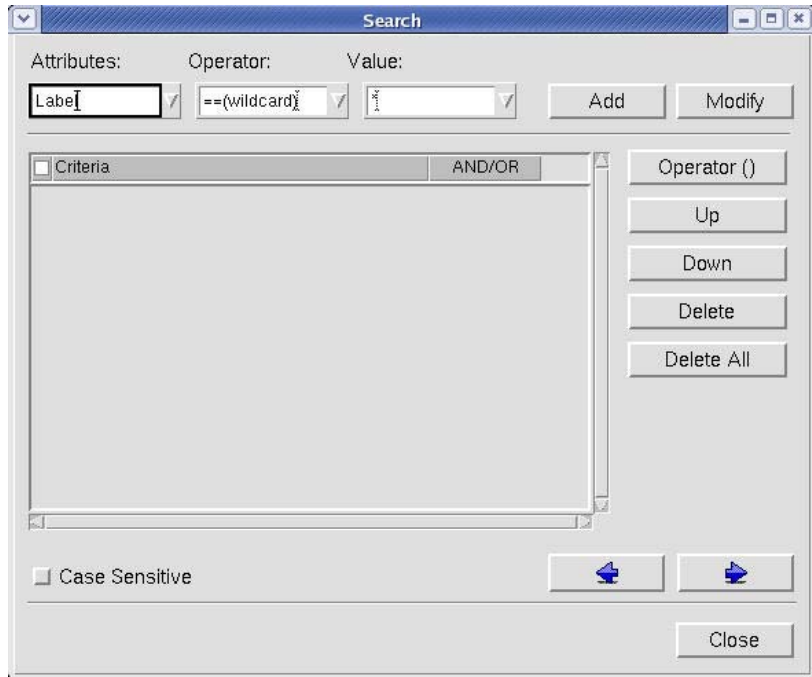 Search
Attributes: Operator: Value:
Label ==(wildcard) *
Add Modify
Criteria AND/OR
Operator ()
Up
Down
Delete
Delete All
Case Sensitive
Close